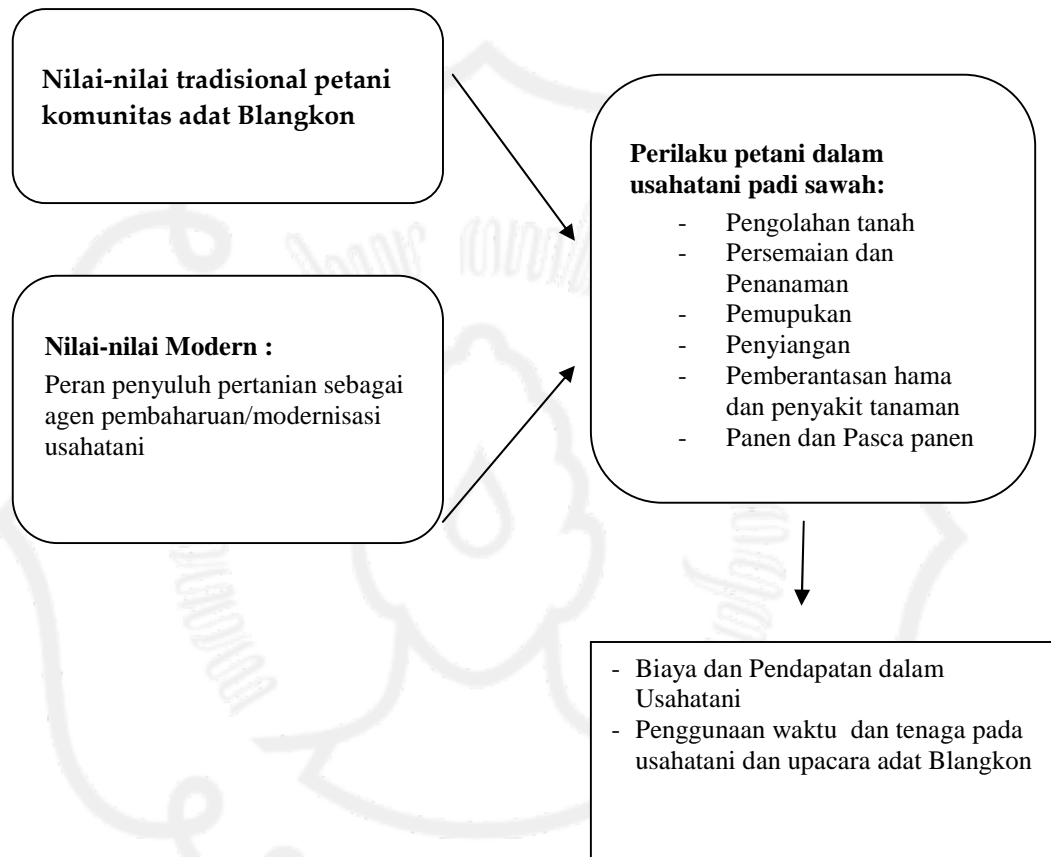 Nilai-nilai tradisional petani
komunitas adat Blangkon
Nilai-nilai Modern :
Peran penyuluh pertanian sebagai
agen pembaharuan/modernisasi
usahatani
Perilaku petani dalam
usahatani padi sawah:
- Pengolahan tanah
- Persemaian dan
Penanaman
- Pemupukan
- Penyiangan
- Pemberantasan hama
dan penyakit tanaman
- Panen dan Pasca panen
- Biaya dan Pendapatan dalam
Usahatani
- Penggunaan waktu dan tenaga pada
usahatani dan upacara adat Blangkon